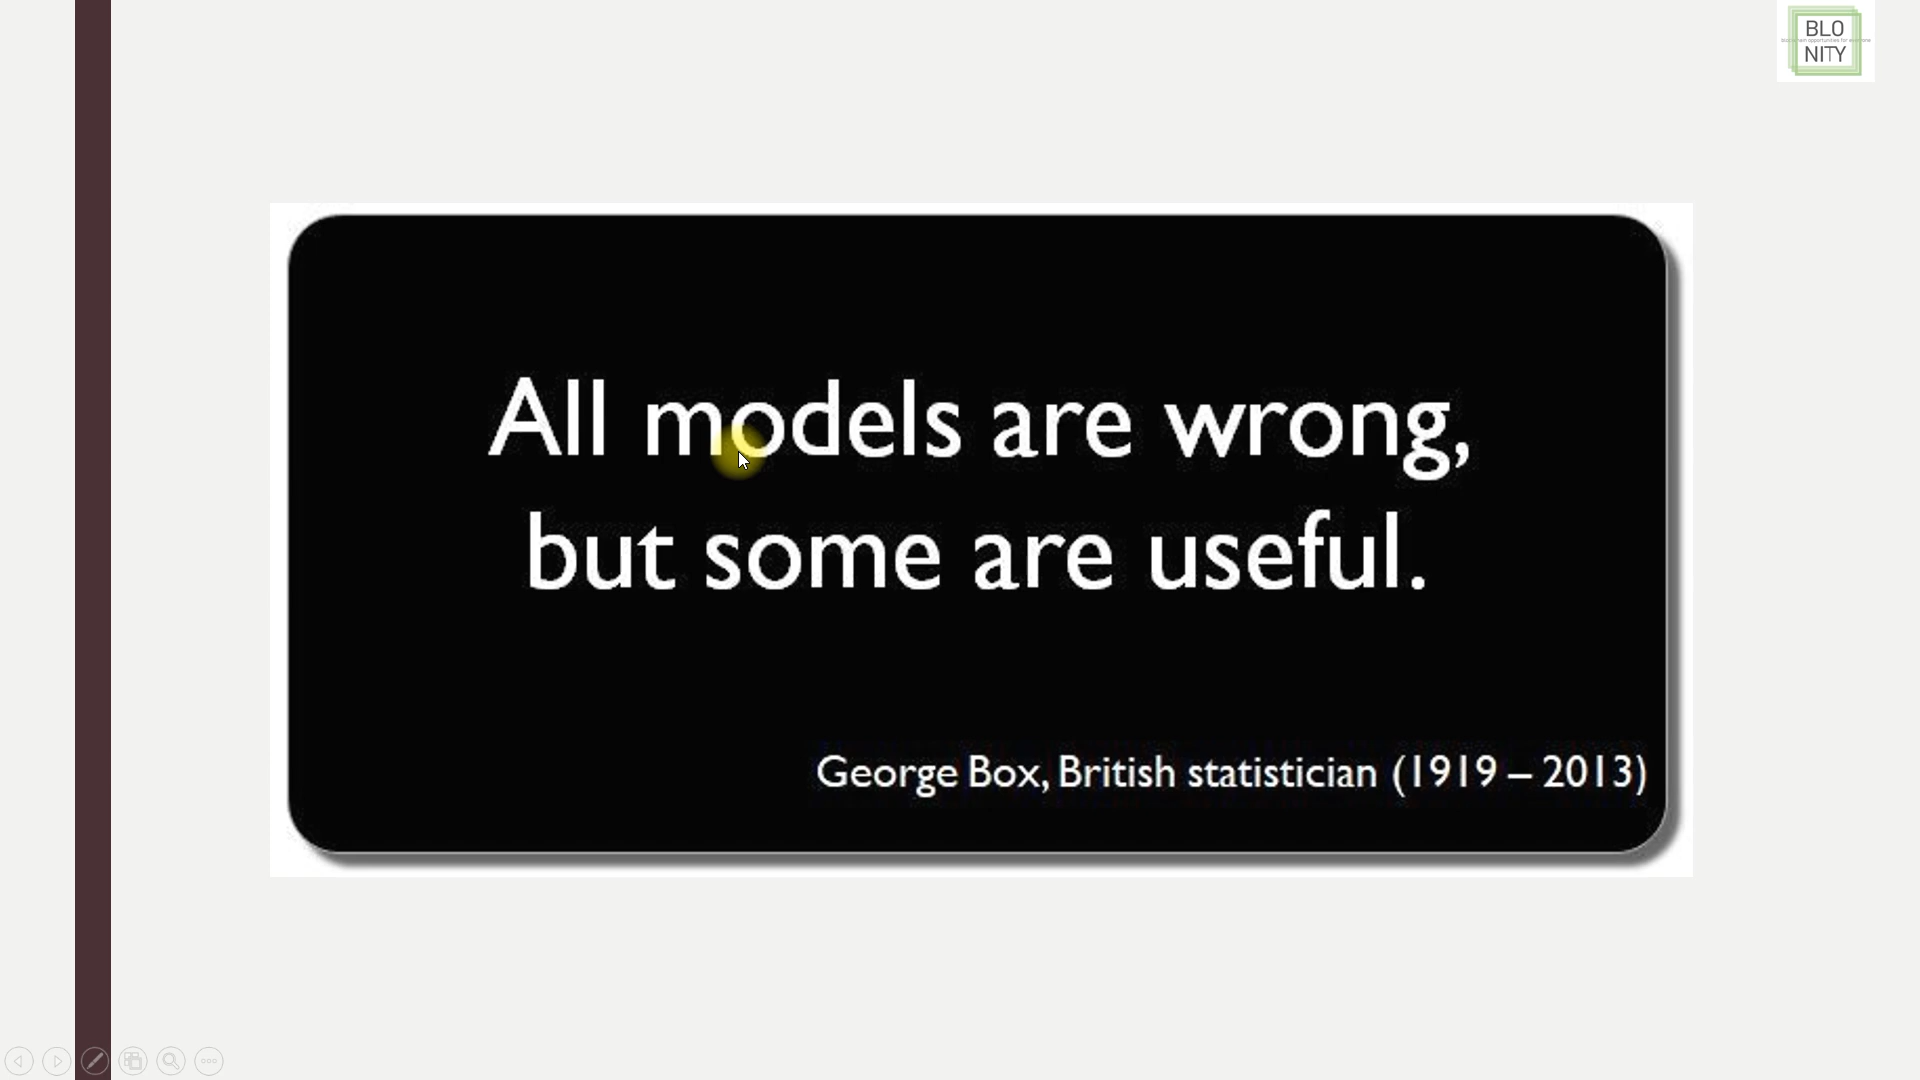 BLO
NITY
All models are wrong,
but some are useful.
George Box, British statistician (1919 – 2013)